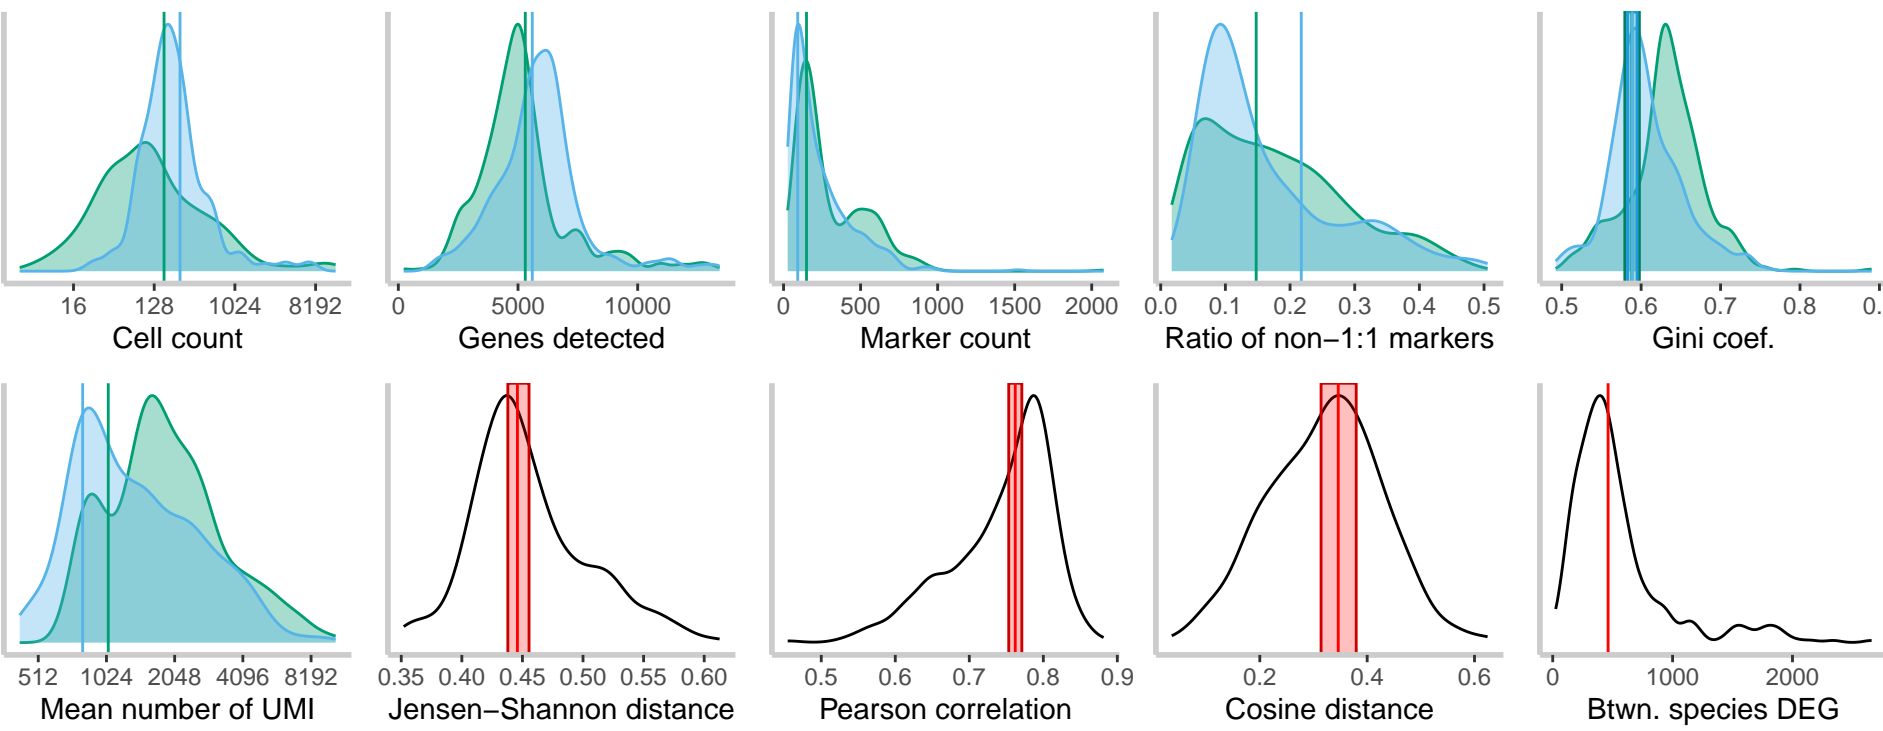 16 128 1024 8192
Cell count
0 5000 10000
Genes detected
0 500 1000 1500 2000
Marker count
0.0 0.1 0.2 0.3 0.4 0.5
Ratio of non−1:1 markers
0.5 0.6 0.7 0.8 0.
Gini coef.
512 1024 2048 4096 8192
Mean number of UMI
0.35 0.40 0.45 0.50 0.55 0.60
Jensen−Shannon distance
0.5 0.6 0.7 0.8 0.9
Pearson correlation
0.2 0.4 0.6
Cosine distance
0 1000 2000
Btwn. species DEG